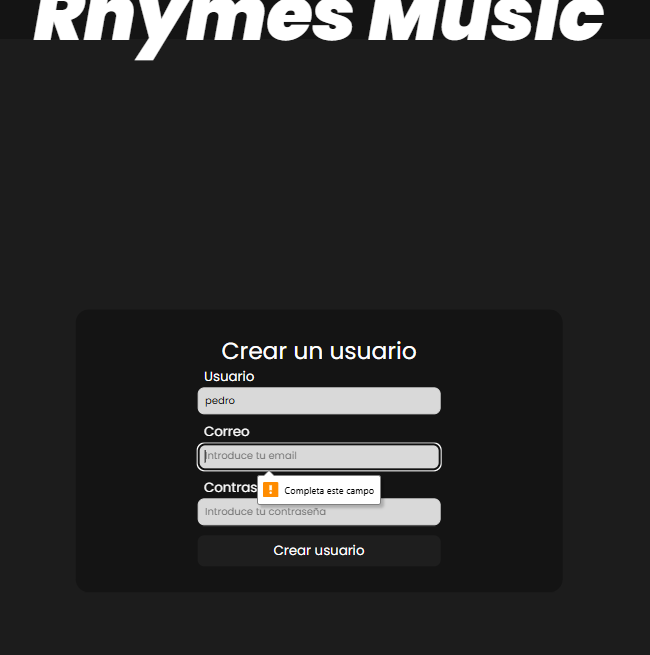 Rhymes Music
Crear un usuario
Usuario
pedro
Correo
Introduce tu email
Completa este campo
Contras
Introduce tu contraseña
Crear usuario